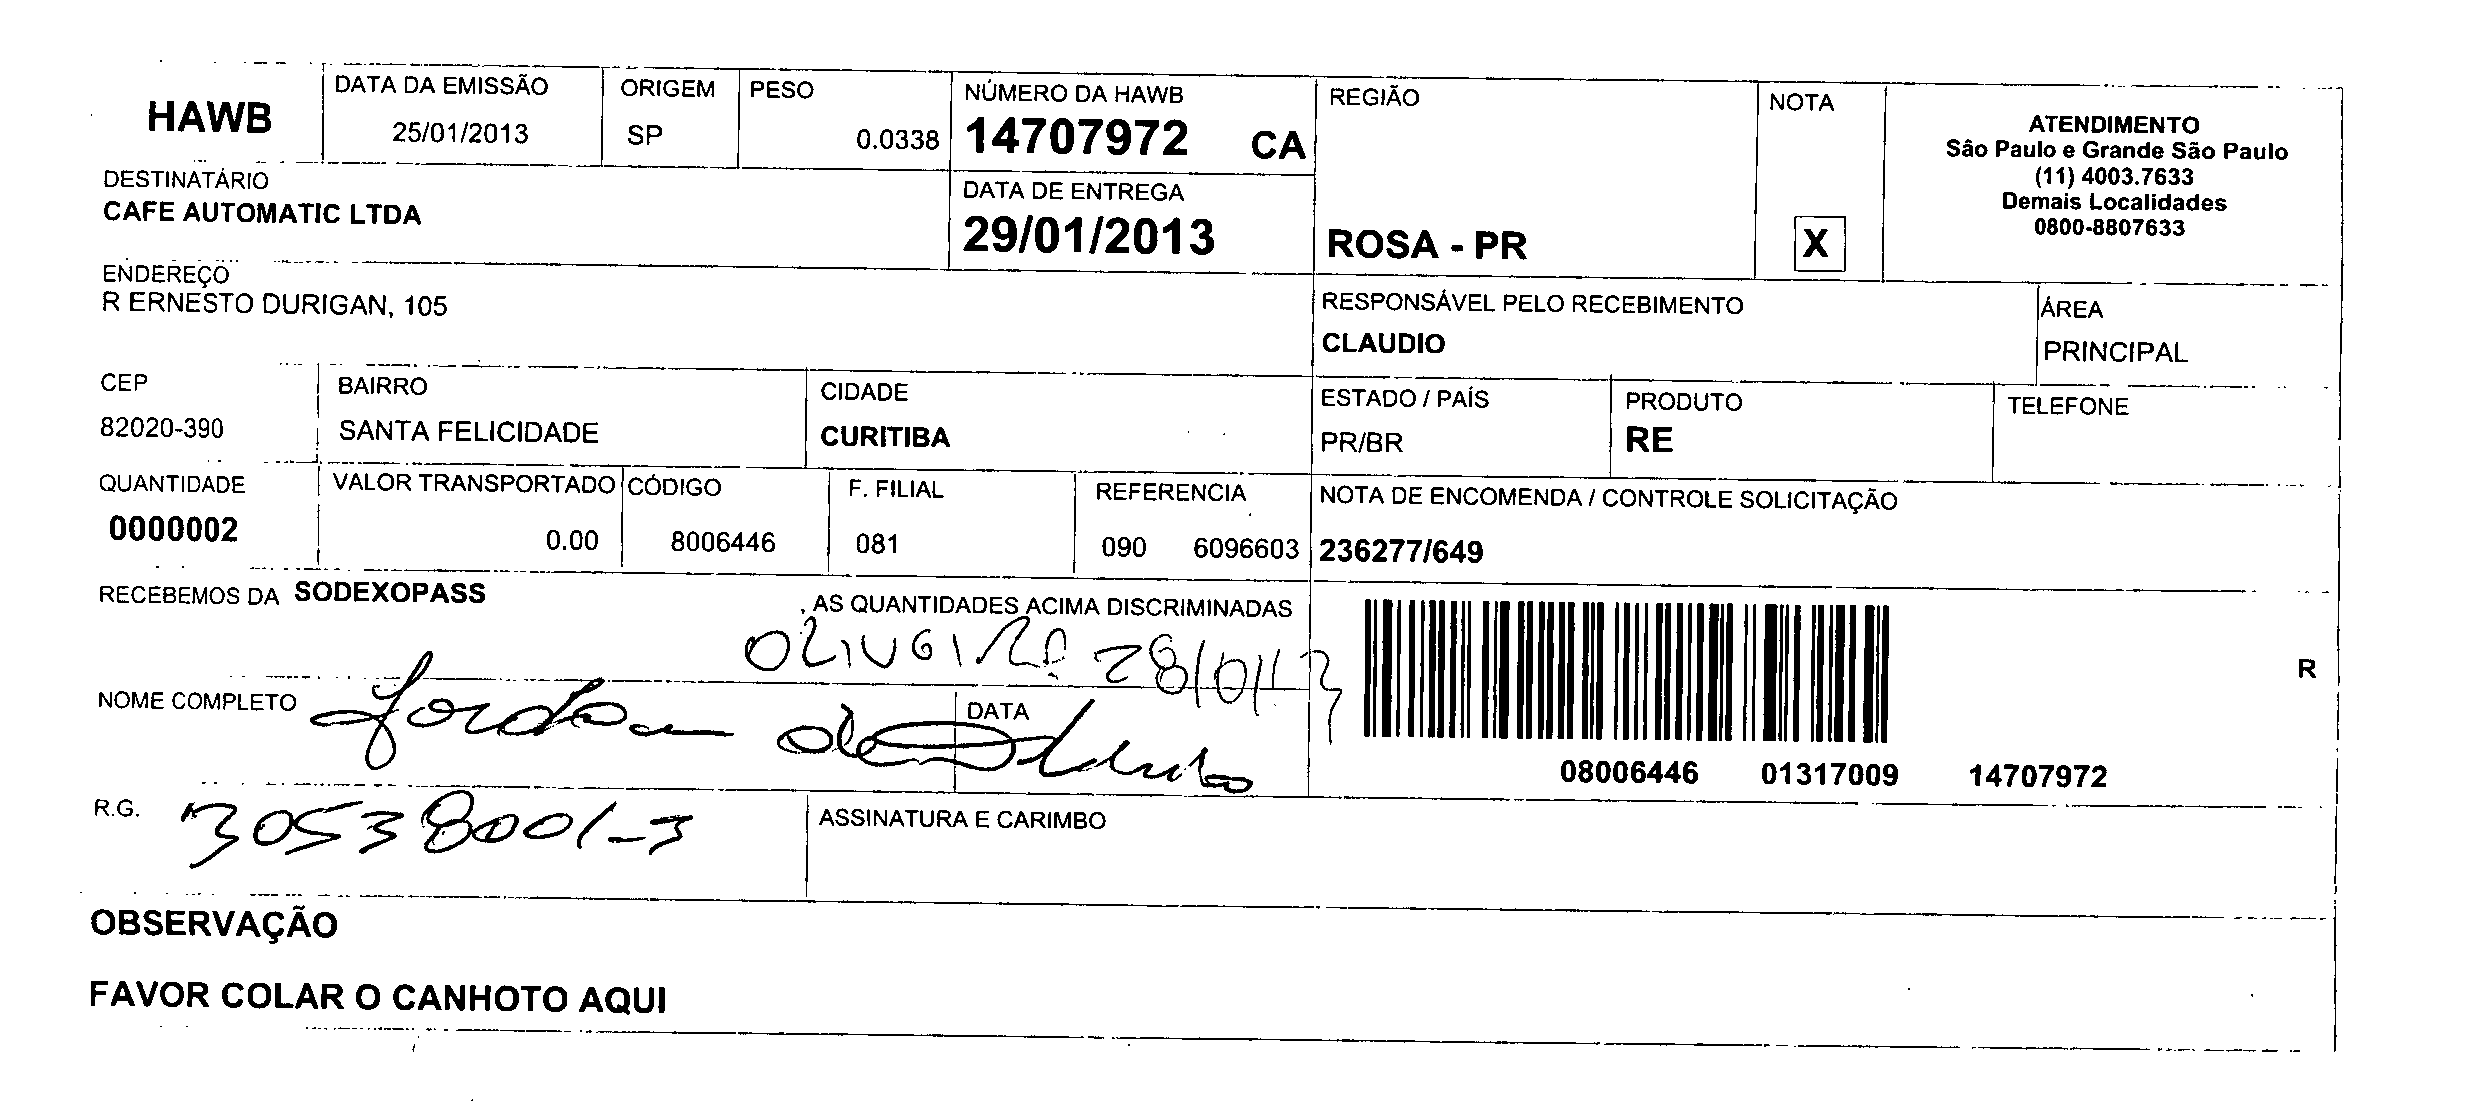 HAWB
DATA DA EMISSÃO
25/01/2013
ORIGEM
SP
PESO
0.0338
NÚMERO DA HAWB
14707972 CA
REGIÃO
ROSA - PR
NOTA
X
ATENDIMENTO
São Paulo e Grande São Paulo
(11) 4003.7633
Demais Localidades
0800-8807633
DESTINATÁRIO
CAFE AUTOMATIC LTDA
DATA DE ENTREGA
29/01/2013
ENDEREÇO
R ERNESTO DURIGAN, 105
RESPONSÁVEL PELO RECEBIMENTO
CLAUDIO
ÁREA
PRINCIPAL
CEP
82020-390
BAIRRO
SANTA FELICIDADE
CIDADE
CURITIBA
ESTADO / PAÍS
PR/BR
PRODUTO
RE
TELEFONE
QUANTIDADE
0000002
VALOR TRANSPORTADO
0.00
CÓDIGO
8006446
F. FILIAL
081
REFERENCIA
090 6096603
NOTA DE ENCOMENDA / CONTROLE SOLICITAÇÃO
236277/649
RECEBEMOS DA SODEXOPASS , AS QUANTIDADES ACIMA DISCRIMINADAS
OLIVEIRA 28/01/13
R
NOME COMPLETO Jordan de
DATA
08006446 01317009 14707972
R.G. 30538001-3
ASSINATURA E CARIMBO
OBSERVAÇÃO
FAVOR COLAR O CANHOTO AQUI